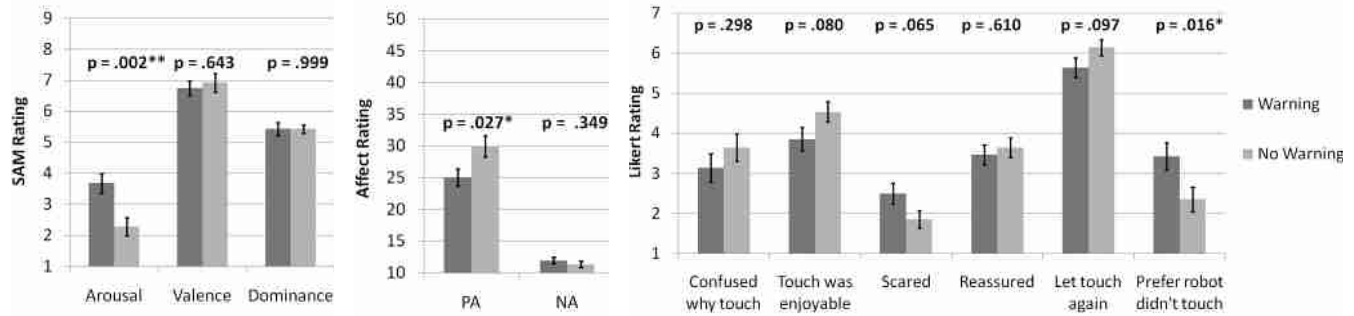 SAM Rating
9
8
7
6
5
4
3
2
1
p = .002** p = .643 p = .999
Arousal Valence Dominance
Affect Rating
50
45
40
35
30
25
20
15
10
p = .027* p = .349
PA NA
Likert Rating
7
6
5
4
3
2
1
p = .298 p = .080 p = .065 p = .610 p = .097 p = .016*
Confused Touch was Scared Reassured Let touch Prefer robot
why touch enjoyable again didn't touch
Warning
No Warning